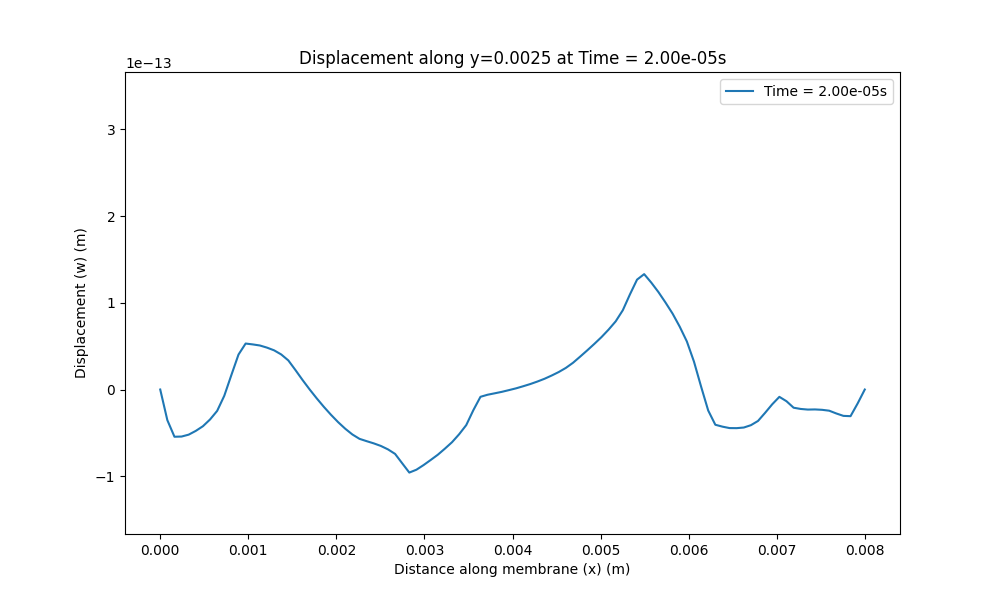 Displacement along y=0.0025 at Time = 2.00e-05s
1e−13
Time = 2.00e-05s
3
2
1
0
−1
Displacement (w) (m)
0.000 0.001 0.002 0.003 0.004 0.005 0.006 0.007 0.008
Distance along membrane (x) (m)